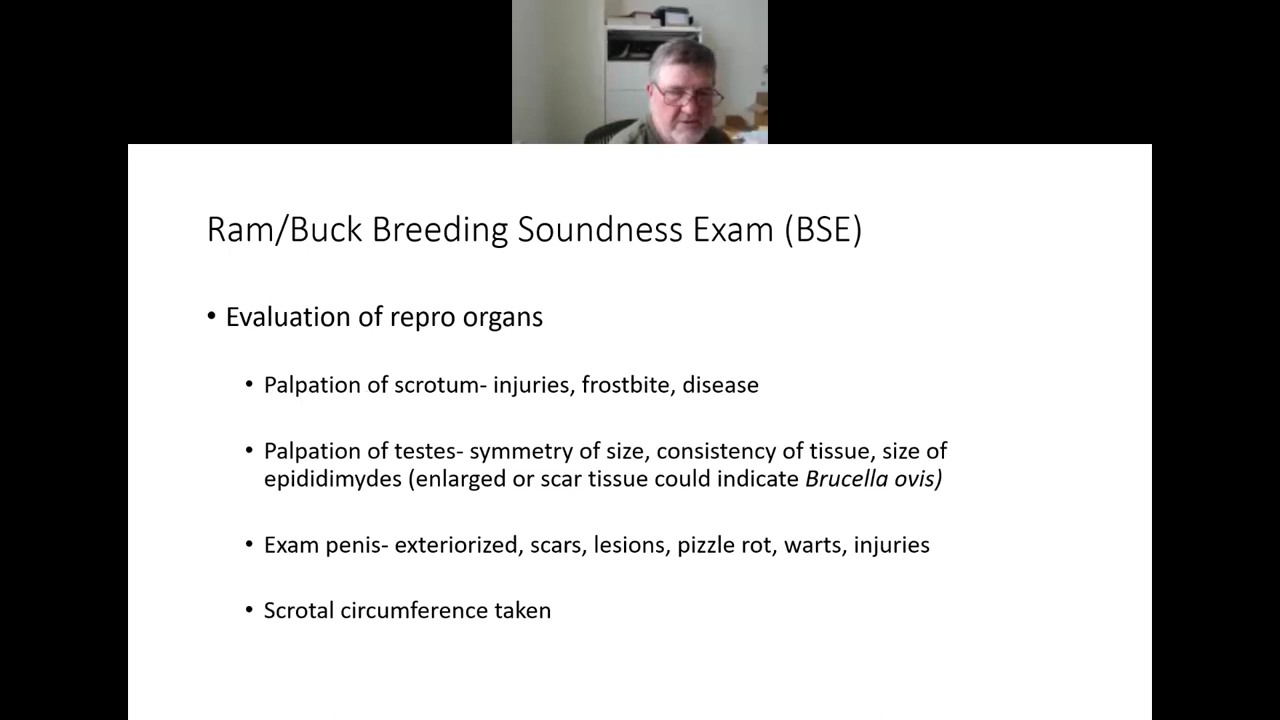 Ram/Buck Breeding Soundness Exam (BSE)
• Evaluation of repro organs
• Palpation of scrotum- injuries, frostbite, disease
• Palpation of testes- symmetry of size, consistency of tissue, size of
epididimydes (enlarged or scar tissue could indicate Brucella ovis)
• Exam penis- exteriorized, scars, lesions, pizzle rot, warts, injuries
• Scrotal circumference taken